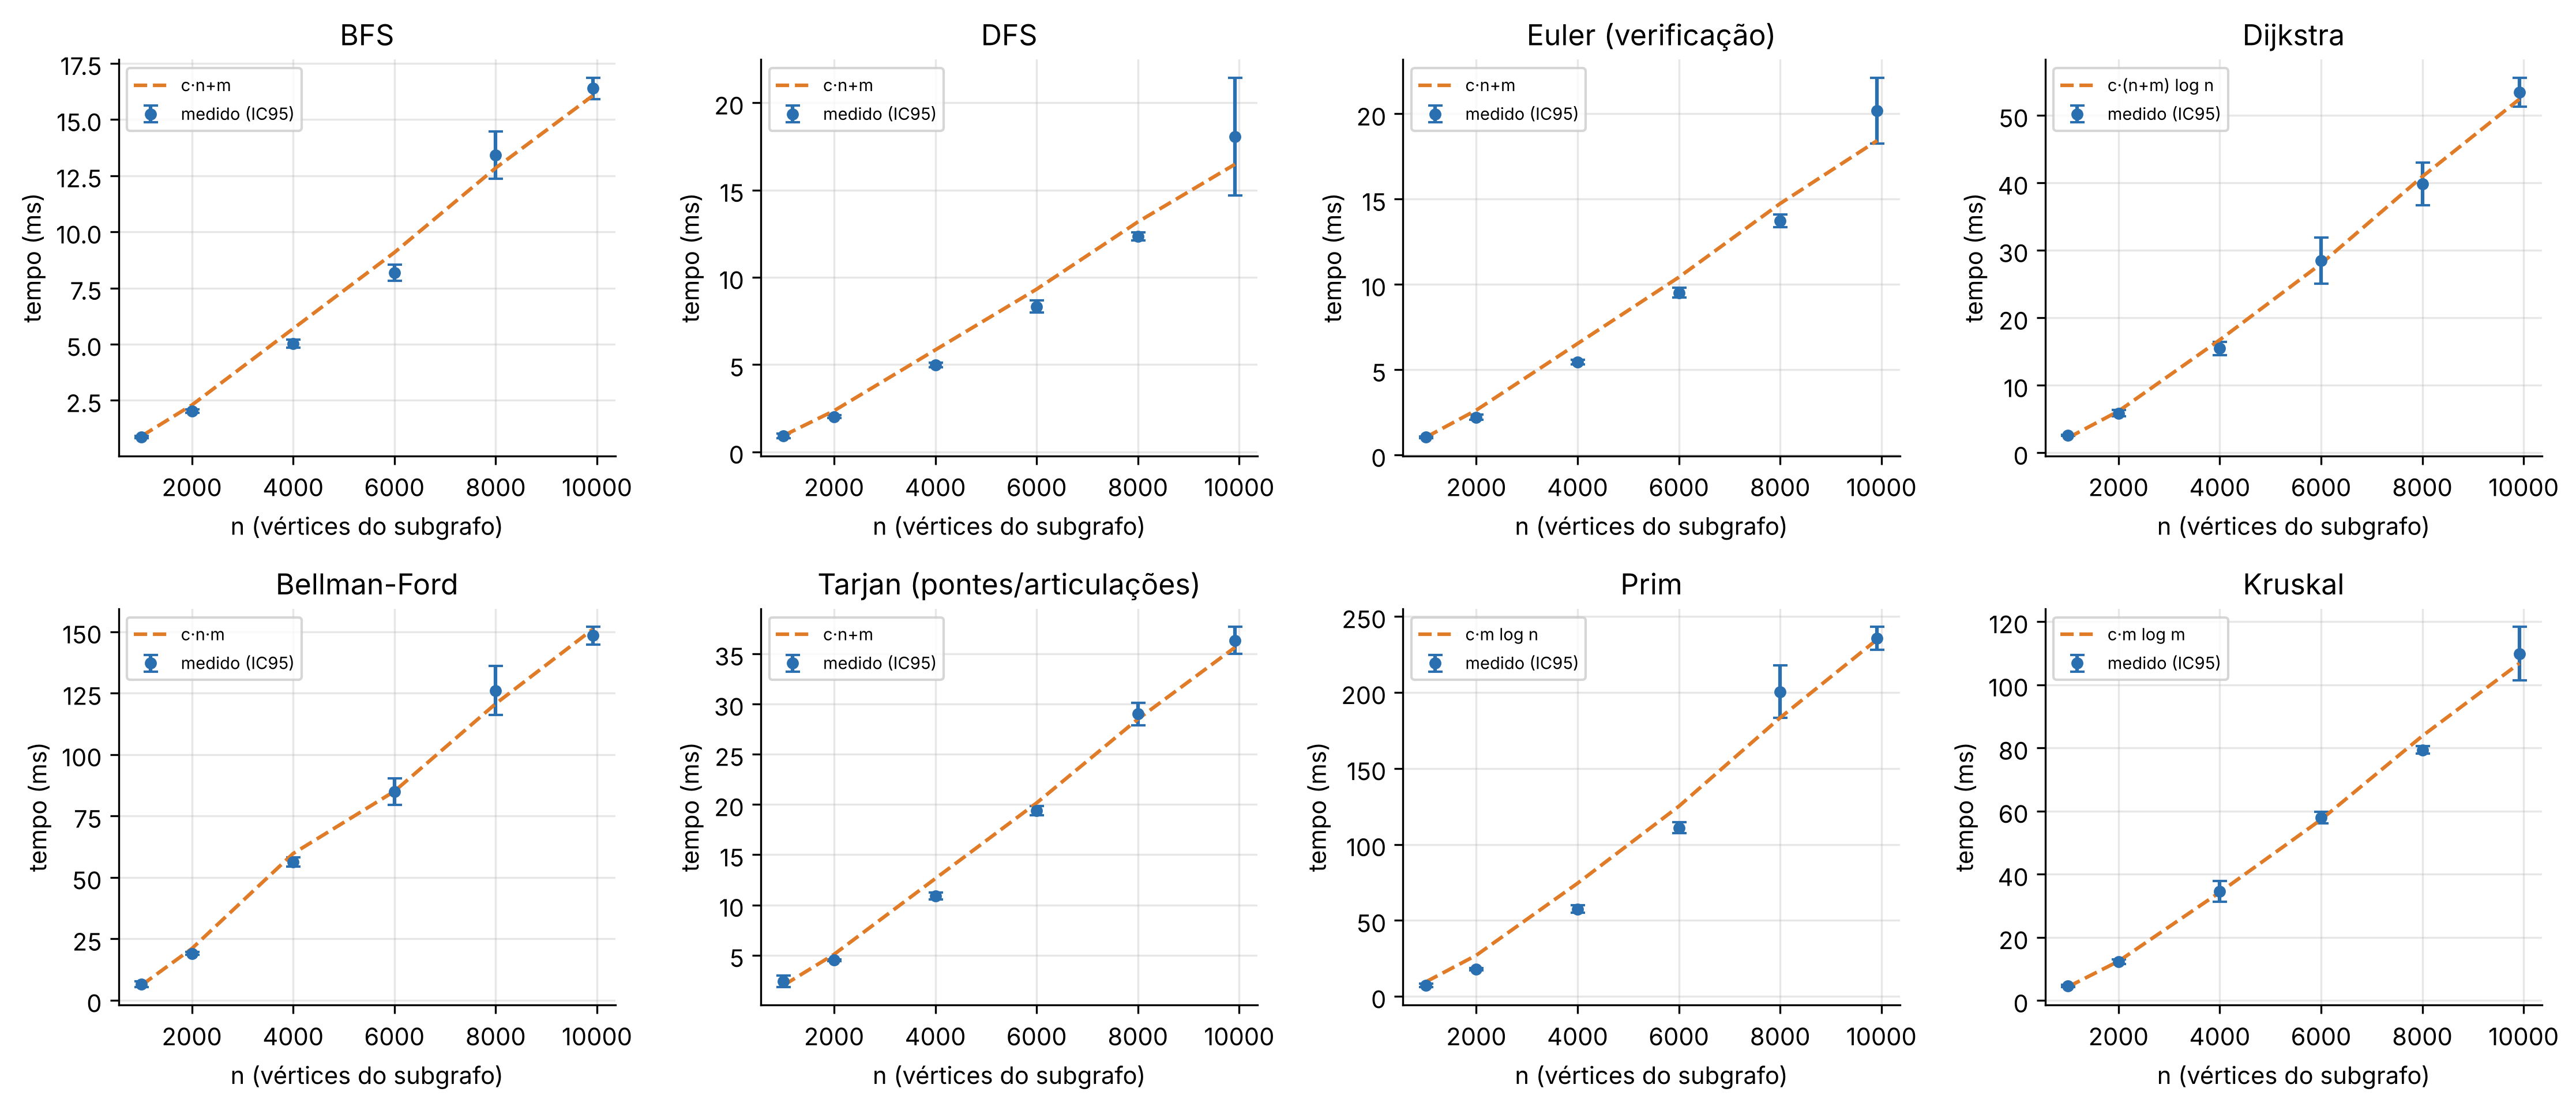 BFS
17.5
15.0
12.5
10.0
7.5
5.0
2.5
tempo (ms)
c·n+m
medido (IC95)
2000 4000 6000 8000 10000
n (vértices do subgrafo)
DFS
20
15
10
5
0
tempo (ms)
c·n+m
medido (IC95)
2000 4000 6000 8000 10000
n (vértices do subgrafo)
Euler (verificação)
20
15
10
5
0
tempo (ms)
c·n+m
medido (IC95)
2000 4000 6000 8000 10000
n (vértices do subgrafo)
Dijkstra
50
40
30
20
10
0
tempo (ms)
c·(n+m) log n
medido (IC95)
2000 4000 6000 8000 10000
n (vértices do subgrafo)
Bellman-Ford
150
125
100
75
50
25
0
tempo (ms)
c·n·m
medido (IC95)
2000 4000 6000 8000 10000
n (vértices do subgrafo)
Tarjan (pontes/articulações)
35
30
25
20
15
10
5
tempo (ms)
c·n+m
medido (IC95)
2000 4000 6000 8000 10000
n (vértices do subgrafo)
Prim
250
200
150
100
50
0
tempo (ms)
c·m log n
medido (IC95)
2000 4000 6000 8000 10000
n (vértices do subgrafo)
Kruskal
120
100
80
60
40
20
0
tempo (ms)
c·m log m
medido (IC95)
2000 4000 6000 8000 10000
n (vértices do subgrafo)